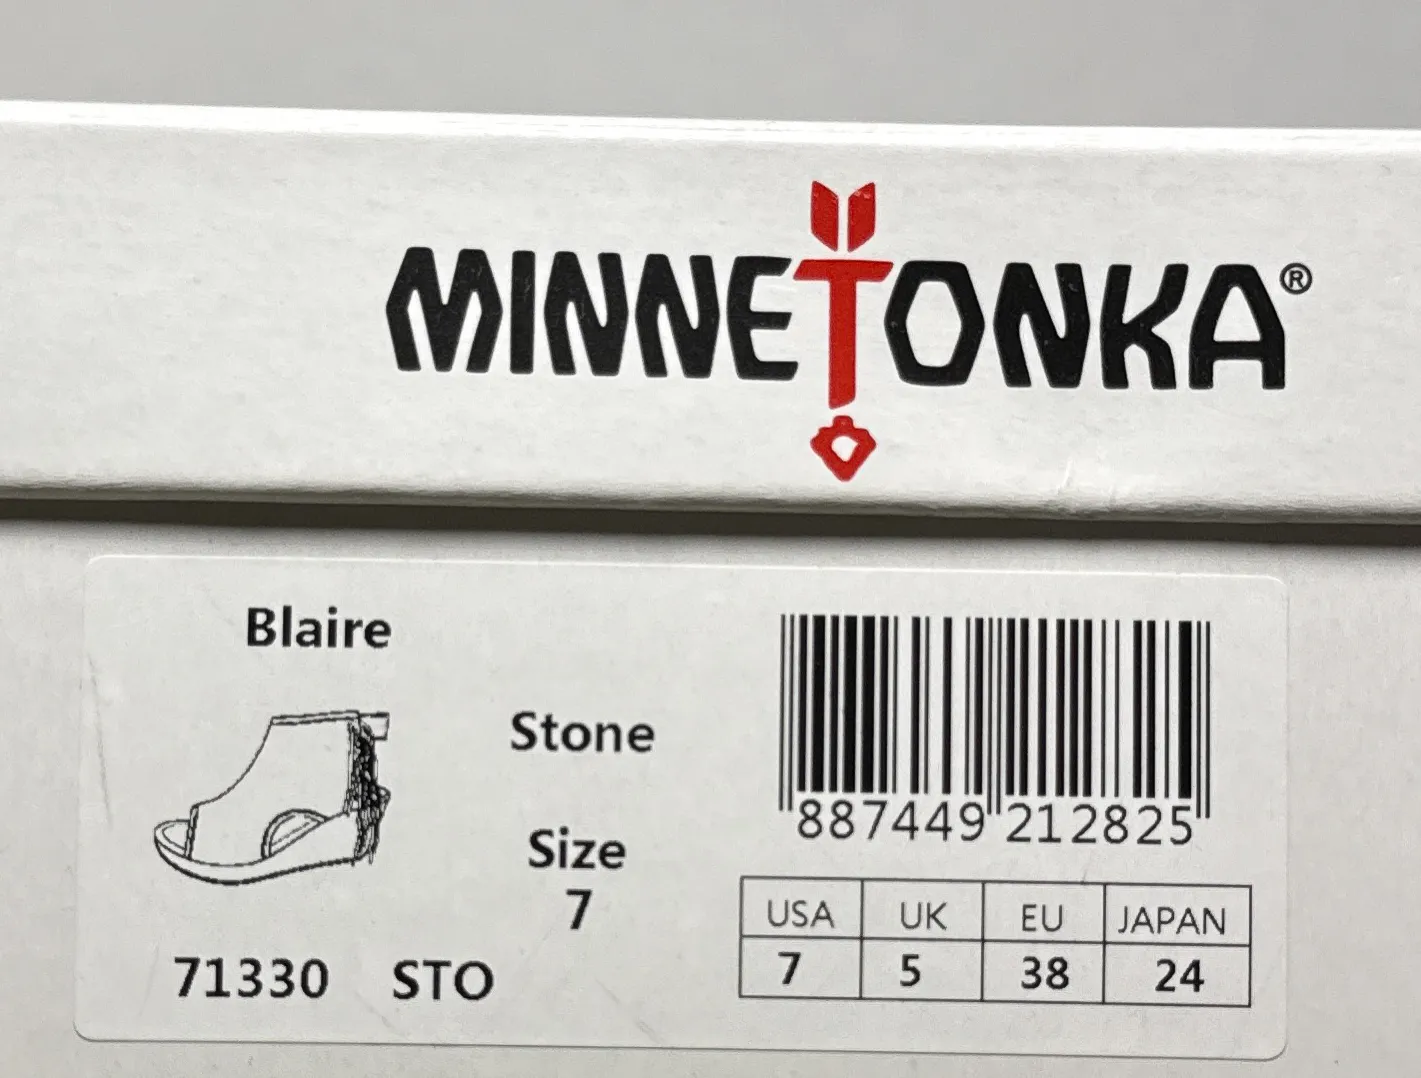 MINNETONKA®
Blaire
Stone
Size
7
71330 STO
887449 212825
USA UK EU JAPAN
7 5 38 24